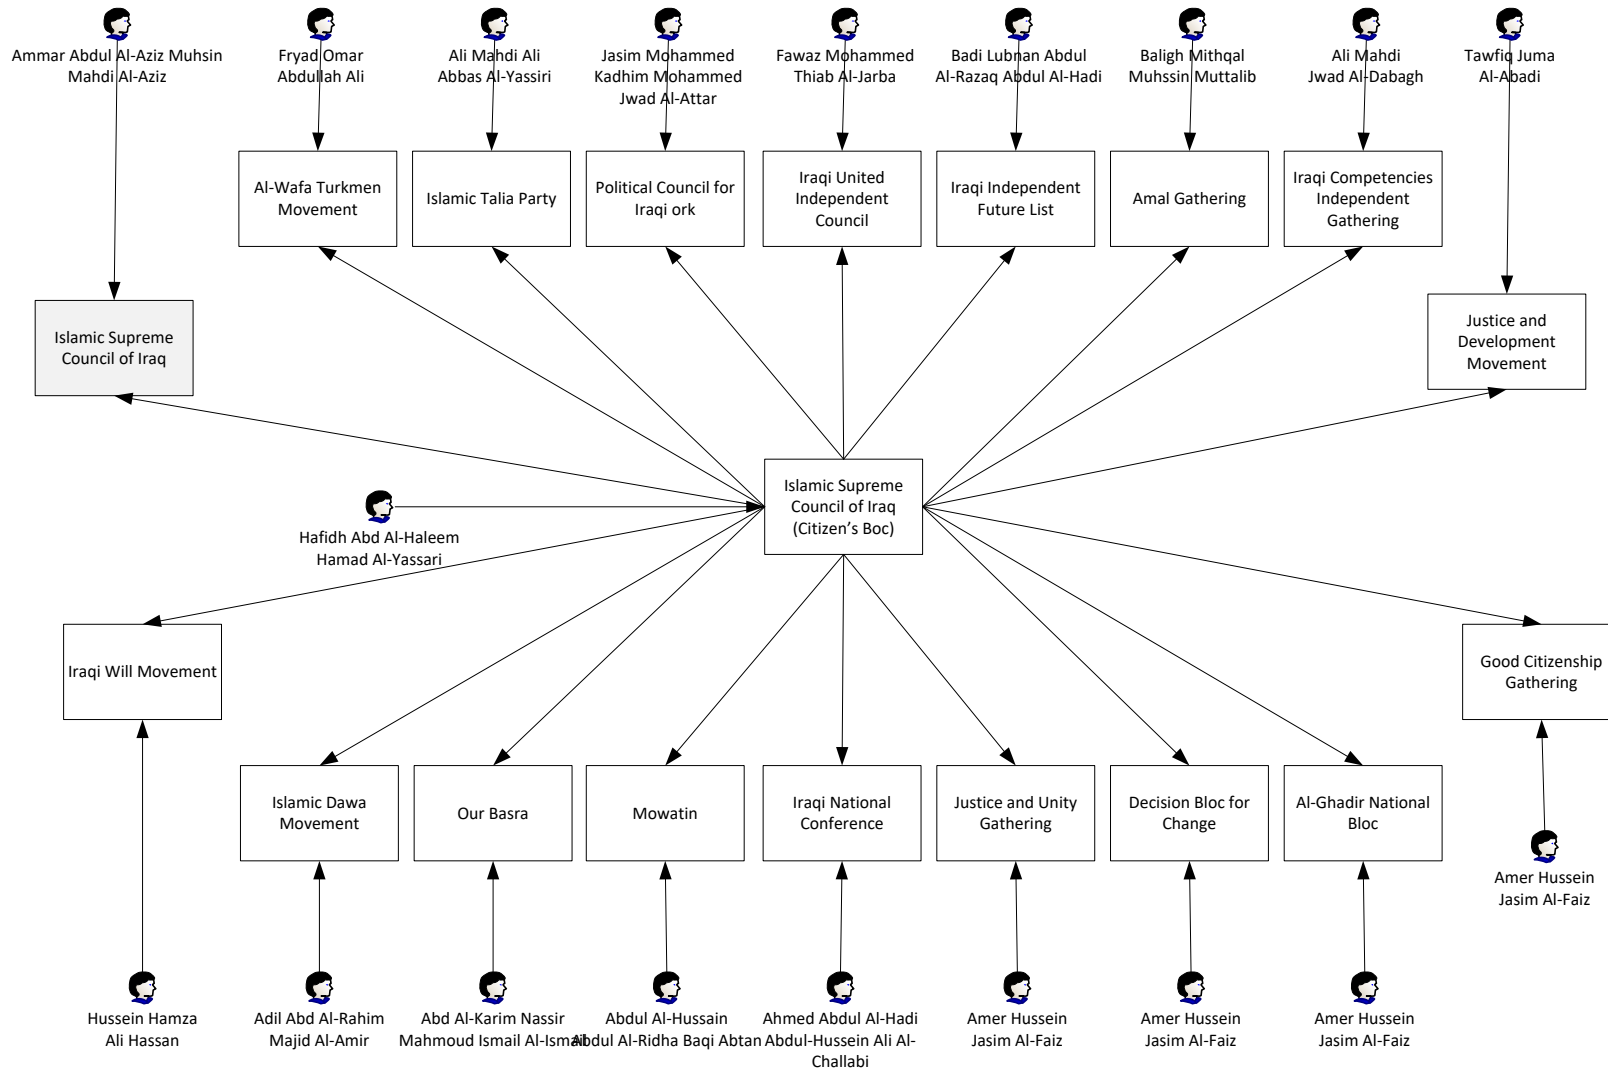 Ammar Abdul Al-Aziz Muhsin
Mahdi Al-Aziz
Fryad Omar
Abdullah Ali
Ali Mahdi Ali
Abbas Al-Yassiri
Jasim Mohammed
Kadhim Mohammed
Jwad Al-Attar
Fawaz Mohammed
Thiab Al-Jarba
Badi Lubnan Abdul
Al-Razaq Abdul Al-Hadi
Baligh Mithqal
Muhssin Muttalib
Ali Mahdi
Jwad Al-Dabagh
Tawfiq Juma
Al-Abadi
Al-Wafa Turkmen
Movement
Islamic Talia Party
Political Council for
Iraqi ork
Iraqi United
Independent
Council
Iraqi Independent
Future List
Amal Gathering
Iraqi Competencies
Independent
Gathering
Islamic Supreme
Council of Iraq
Justice and
Development
Movement
Islamic Supreme
Council of Iraq
(Citizen’s Boc)
Hafidh Abd Al-Haleem
Hamad Al-Yassari
Iraqi Will Movement
Good Citizenship
Gathering
Islamic Dawa
Movement
Our Basra
Mowatin
Iraqi National
Conference
Justice and Unity
Gathering
Decision Bloc for
Change
Al-Ghadir National
Bloc
Amer Hussein
Jasim Al-Faiz
Hussein Hamza
Ali Hassan
Adil Abd Al-Rahim
Majid Al-Amir
Abd Al-Karim Nassir
Mahmoud Ismail Al-Ismail
Abdul Al-Hussain
Abdul Al-Ridha Baqi Abtan
Ahmed Abdul Al-Hadi
Abdul-Hussein Ali Al-
Challabi
Amer Hussein
Jasim Al-Faiz
Amer Hussein
Jasim Al-Faiz
Amer Hussein
Jasim Al-Faiz